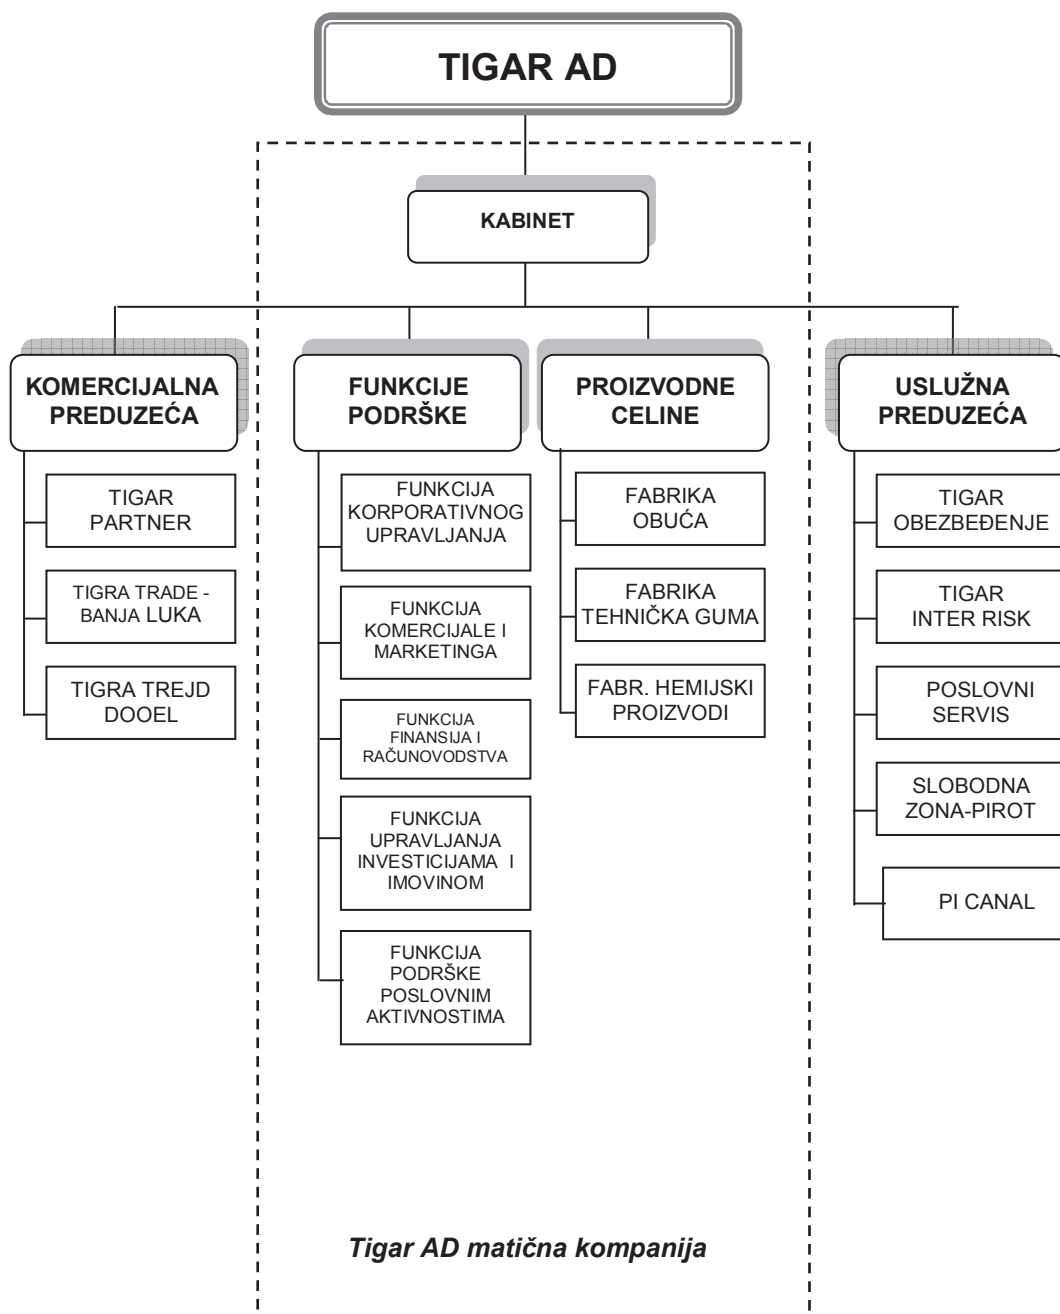 TIGAR AD
KABINET
KOMERCIJALNA
PREDUZEĆA
TIGAR
PARTNER
TIGRA TRADE -
BANJA LUKA
TIGRA TREJD
DOOEL
FUNKCIJE
PODRŠKE
FUNKCIJA
KORPORATIVNOG
UPRAVLJANJA
FUNKCIJA
KOMERCIJALE I
MARKETINGA
FUNKCIJA
FINANSIJA I
RAČUNOVODSTVA
FUNKCIJA
UPRAVLJANJA
INVESTICIJAMA I
IMOVINOM
FUNKCIJA
PODRŠKE
POSLOVNIM
AKTIVNOSTIMA
PROIZVODNE
CELINE
FABRIKA
OBUĆA
FABRIKA
TEHNIČKA GUMA
FABR. HEMIJSKI
PROIZVODI
USLUŽNA
PREDUZEĆA
TIGAR
OBEZBEĐENJE
TIGAR
INTER RISK
POSLOVNI
SERVIS
SLOBODNA
ZONA-PIROT
PI CANAL
Tigar AD matična kompanija